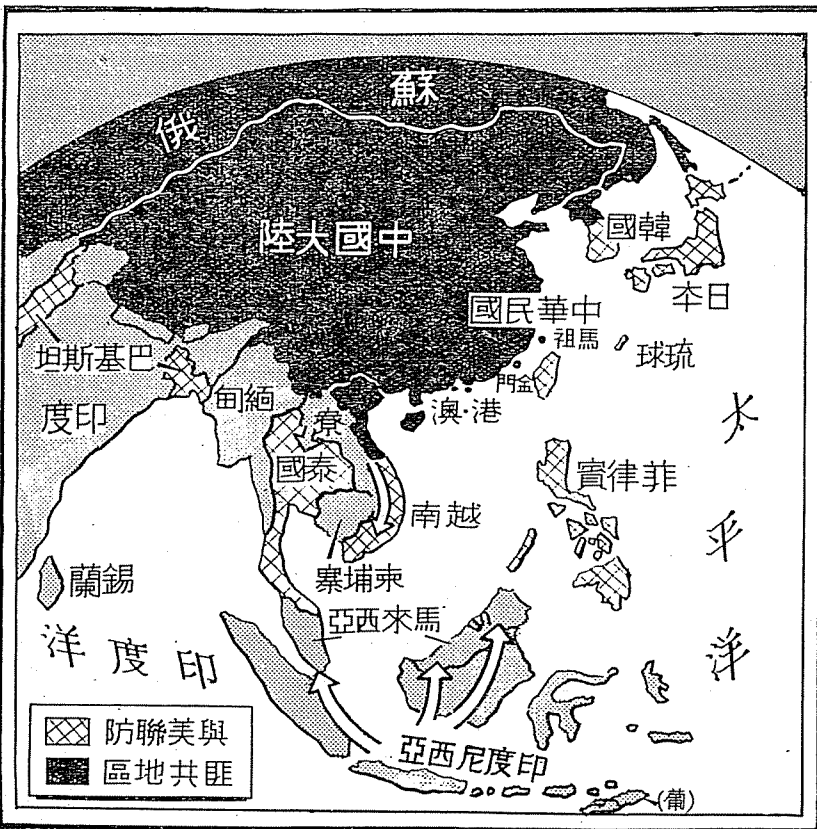 蘇俄
中國大陸
韓國
日本
中華民國
馬祖
琉球
金門
巴基斯坦
緬甸
印度
港·澳
寮
泰國
越南
菲律賓
太平洋
柬埔寨
錫蘭
馬來西亞
印度洋
印度尼西亞
(葡)
與美聯防
匪共地區